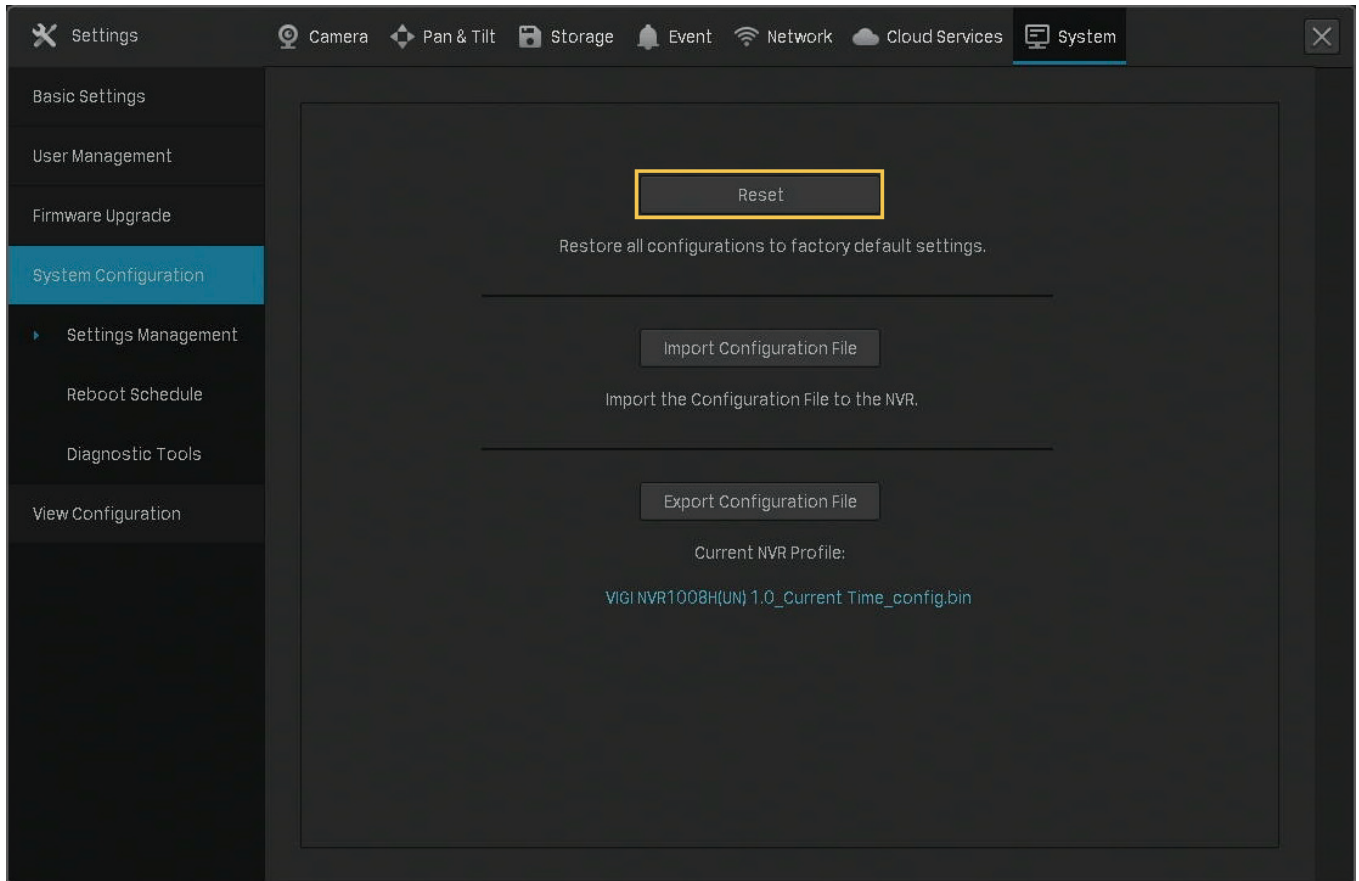 Settings
Camera
Pan & Tilt
Storage
Event
Network
Cloud Services
System
Basic Settings
User Management
Firmware Upgrade
System Configuration
Settings Management
Reboot Schedule
Diagnostic Tools
View Configuration
Reset
Restore all configurations to factory default settings.
Import Configuration File
Import the Configuration File to the NVR.
Export Configuration File
Current NVR Profile:
VIGI NVR1008H(UN) 1.0_Current Time_config.bin